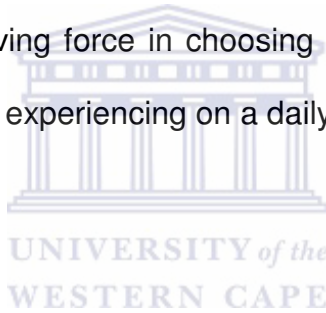 ving force in choosing
experiencing on a daily
UNIVERSITY of the
WESTERN CAPE